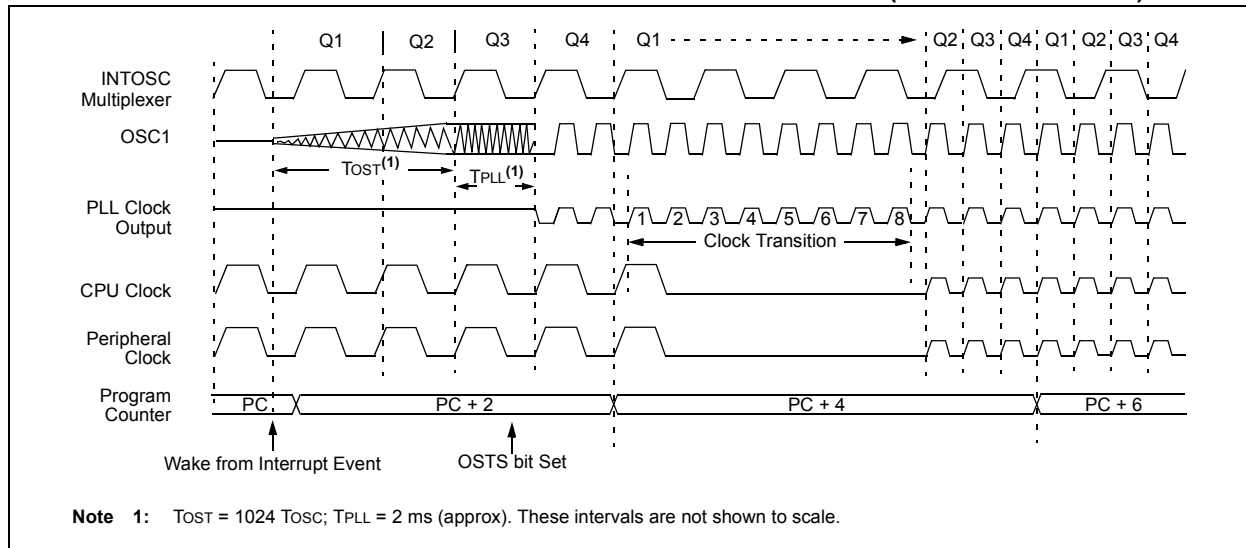 Q1 Q2 Q3 Q4 Q1 Q2 Q3 Q4 Q1 Q2 Q3 Q4
INTOSC
Multiplexer
OSC1
TOST(1)
TPLL(1)
PLL Clock
Output
1 2 3 4 5 6 7 8
Clock Transition
CPU Clock
Peripheral
Clock
Program
Counter
PC PC + 2 PC + 4 PC + 6
Wake from Interrupt Event
OSTS bit Set
Note 1: TOST = 1024 TOSC; TPLL = 2 ms (approx). These intervals are not shown to scale.